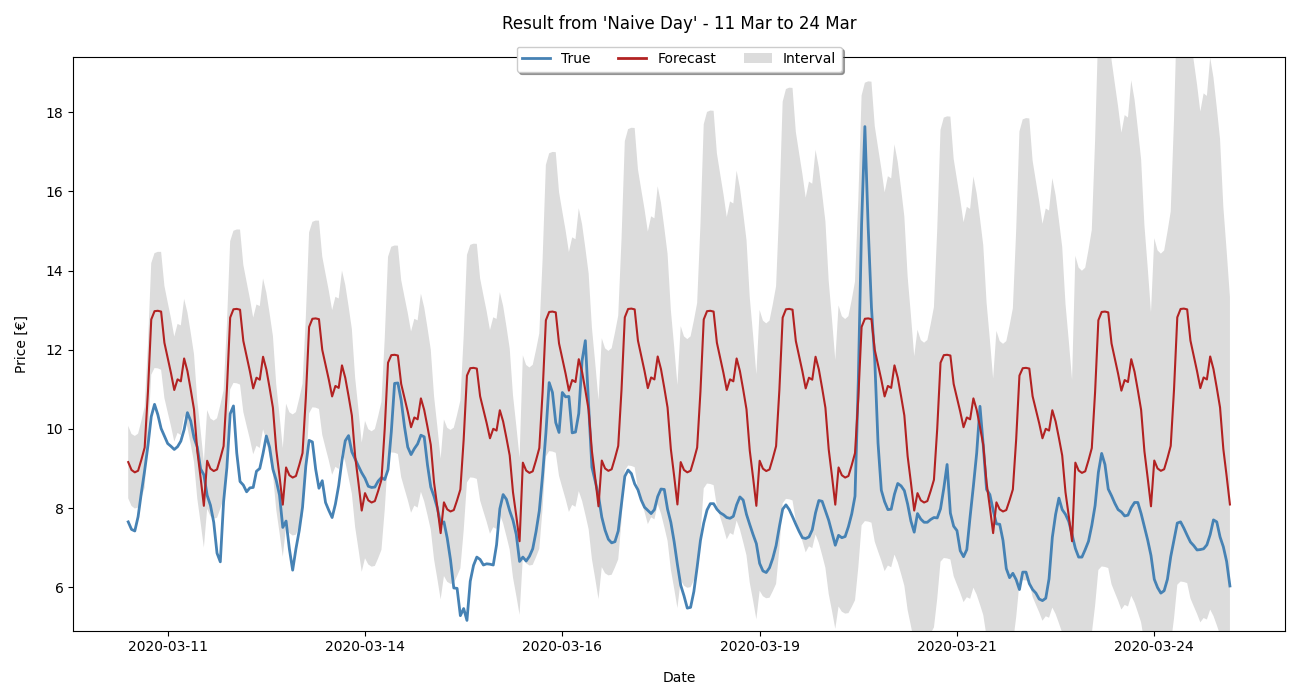 Result from 'Naive Day' - 11 Mar to 24 Mar
True Forecast Interval
Price [€]
18
16
14
12
10
8
6
2020-03-11 2020-03-14 2020-03-16 2020-03-19 2020-03-21 2020-03-24
Date